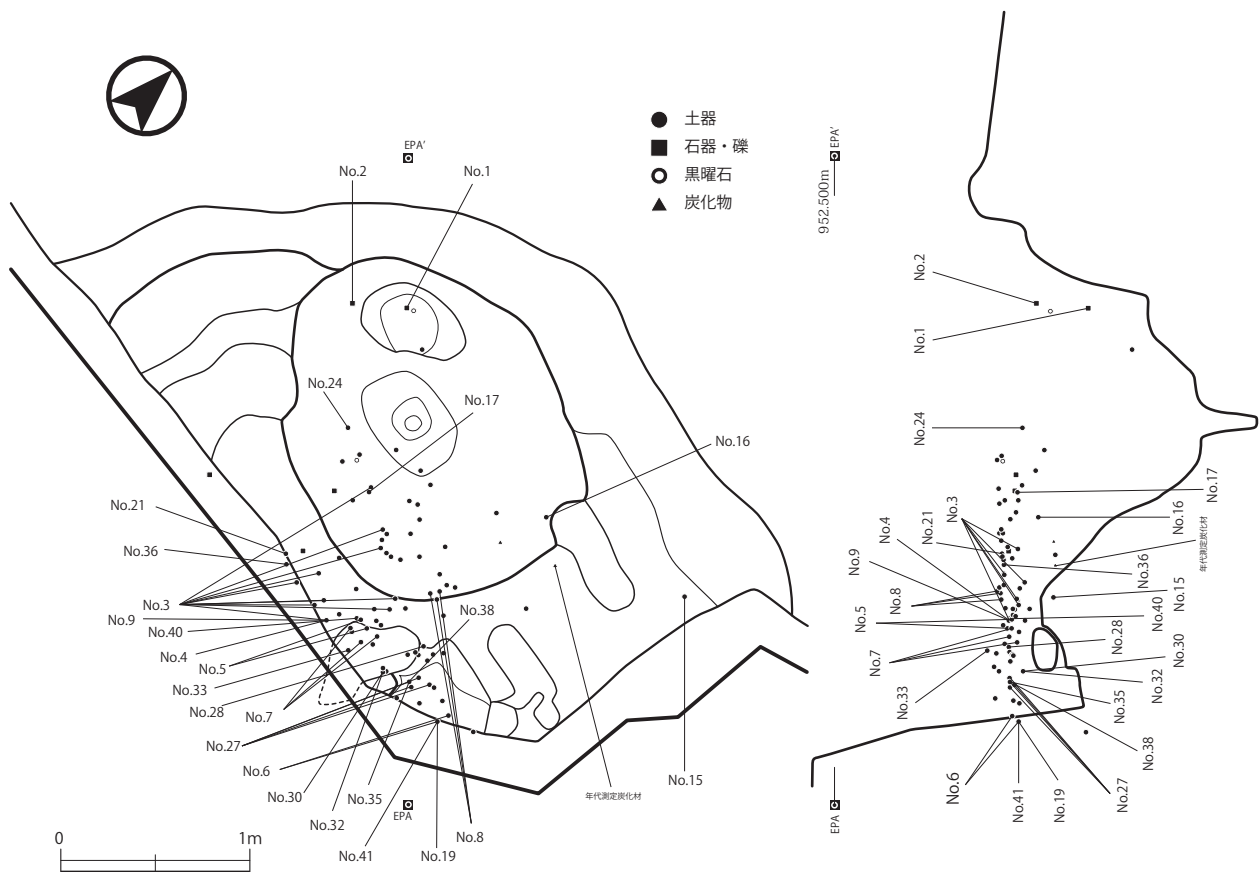 EPA'
No.2
No.1
土器
石器・礫
黒曜石
炭化物
EPA'
952.500m
No.2
No.1
No.24
No.17
No.16
No.24
No.21
No.36
No.3
No.9
No.40
No.4
No.5
No.33
No.28
No.7
No.38
No.27
No.6
No.30
No.35
No.32
EPA
No.41
No.19
No.8
No.15
年代測定炭化材
0
1m
No.3
No.17
No.4
No.21
No.16
年代測定炭化材
No.9
No.36
No.8
No.15
No.5
No.40
No.28
No.7
No.30
No.33
No.32
No.35
No.38
No.6
No.41
No.19
No.27
EPA